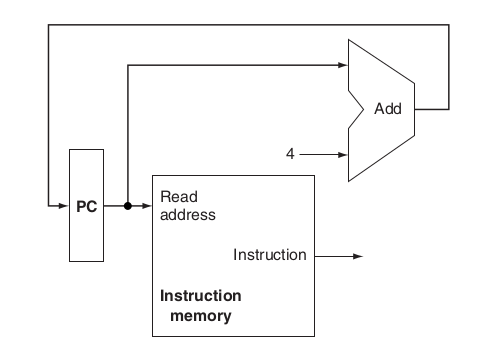 Add
4
PC
Read
address
Instruction
Instruction
memory